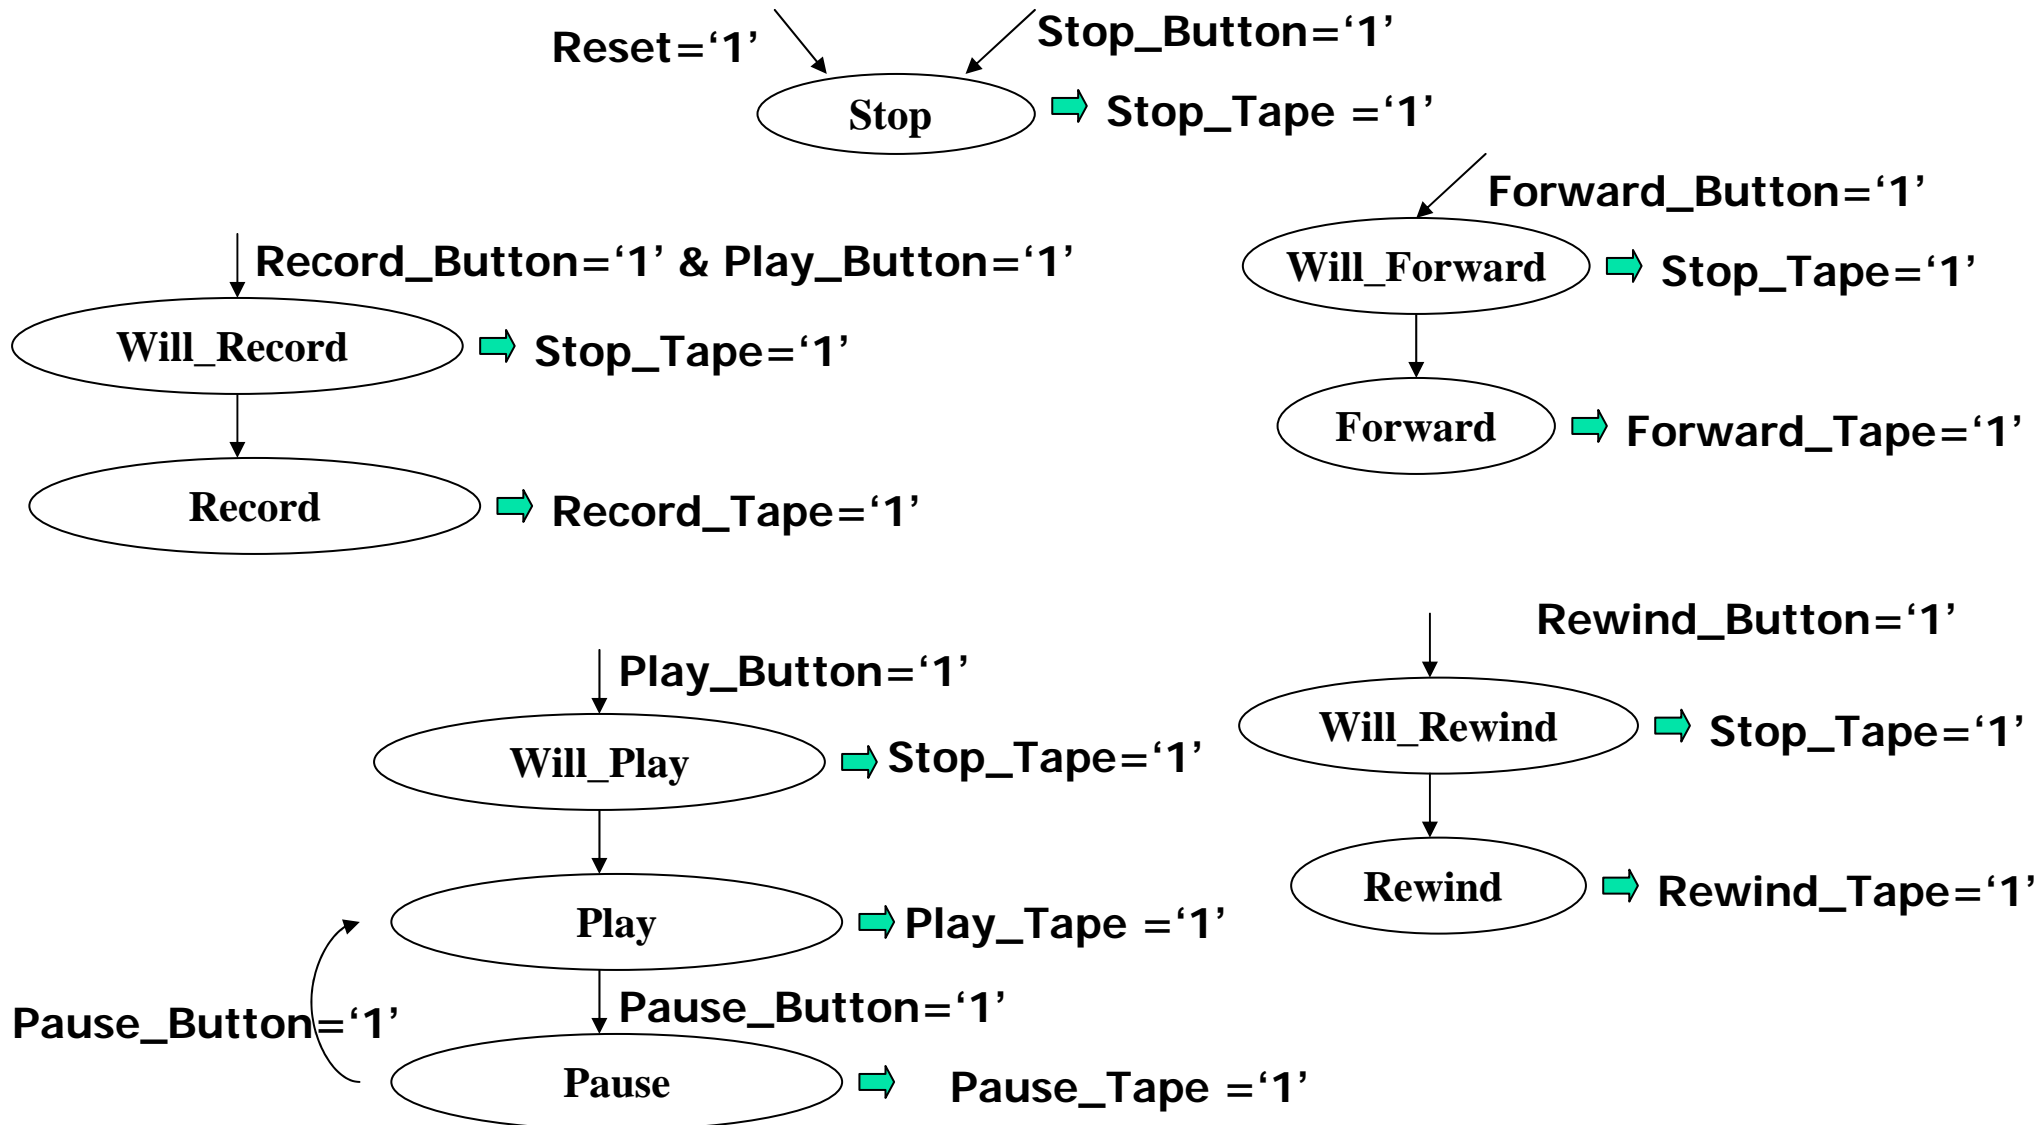 Reset=‘1’
Stop_Button=‘1’
Stop
Stop_Tape =‘1’
Forward_Button=‘1’
Will_Forward
Stop_Tape=‘1’
Forward
Forward_Tape=‘1’
Record_Button=‘1’ & Play_Button=‘1’
Will_Record
Stop_Tape=‘1’
Record
Record_Tape=‘1’
Play_Button=‘1’
Will_Play
Stop_Tape=‘1’
Play
Play_Tape =‘1’
Pause_Button=‘1’
Pause_Button=‘1’
Pause
Pause_Tape =‘1’
Rewind_Button=‘1’
Will_Rewind
Stop_Tape=‘1’
Rewind
Rewind_Tape=‘1’